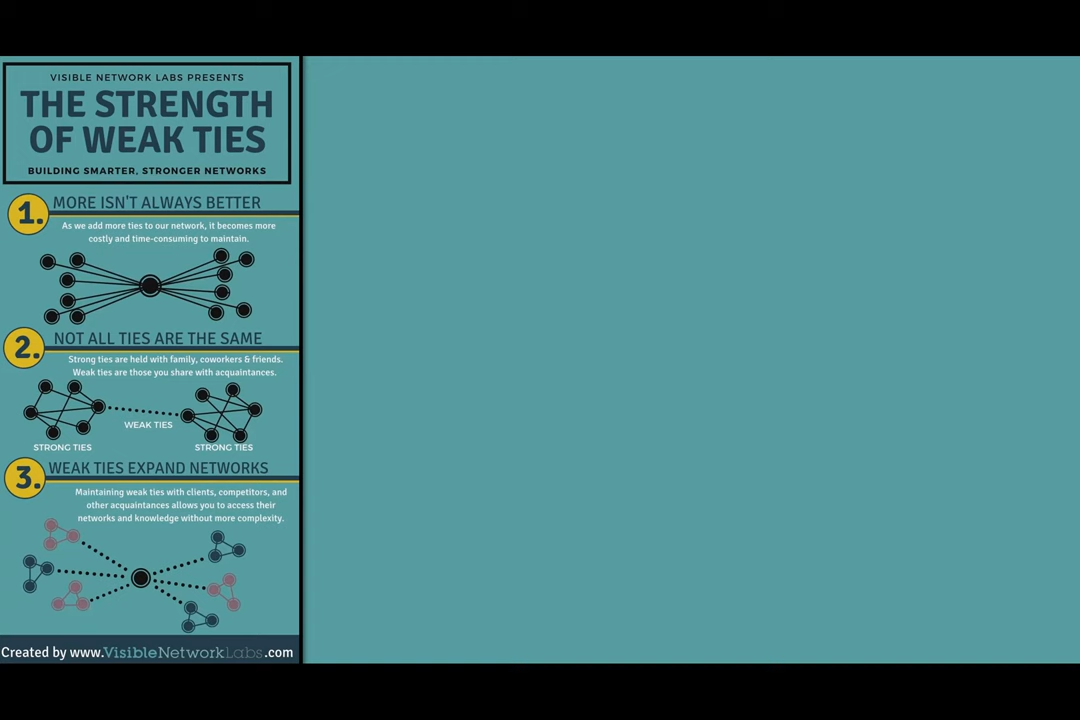 VISIBLE NETWORK LABS PRESENTS
THE STRENGTH
OF WEAK TIES
BUILDING SMARTER, STRONGER NETWORKS
1.
MORE ISN'T ALWAYS BETTER
As we add more ties to our network, it becomes more
costly and time-consuming to maintain.
2.
NOT ALL TIES ARE THE SAME
Strong ties are held with family, coworkers & friends.
Weak ties are those you share with acquaintances.
WEAK TIES
STRONG TIES
STRONG TIES
3.
WEAK TIES EXPAND NETWORKS
Maintaining weak ties with clients, competitors, and
other acquaintances allows you to access their
networks and knowledge without more complexity.
Created by www.VisibleNetworkLabs.com